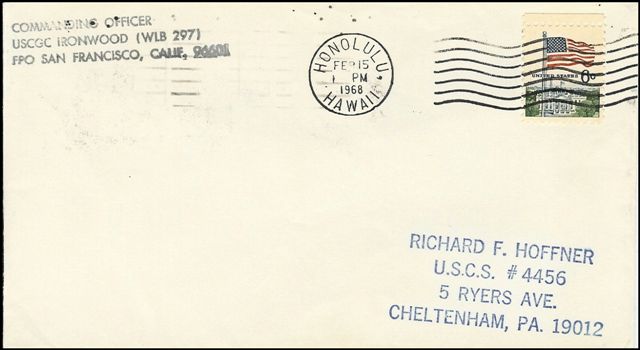 COMMANDING OFFICER
USCGC IRONWOOD (WLB 297)
FPO SAN FRANCISCO, CALIF. 96601
HONOLULU
FEB 15
PM
1968
HAWAII
UNITED STATES 6c
RICHARD F. HOFFNER
U.S.C.S. #4456
5 RYERS AVE.
CHELTENHAM, PA. 19012